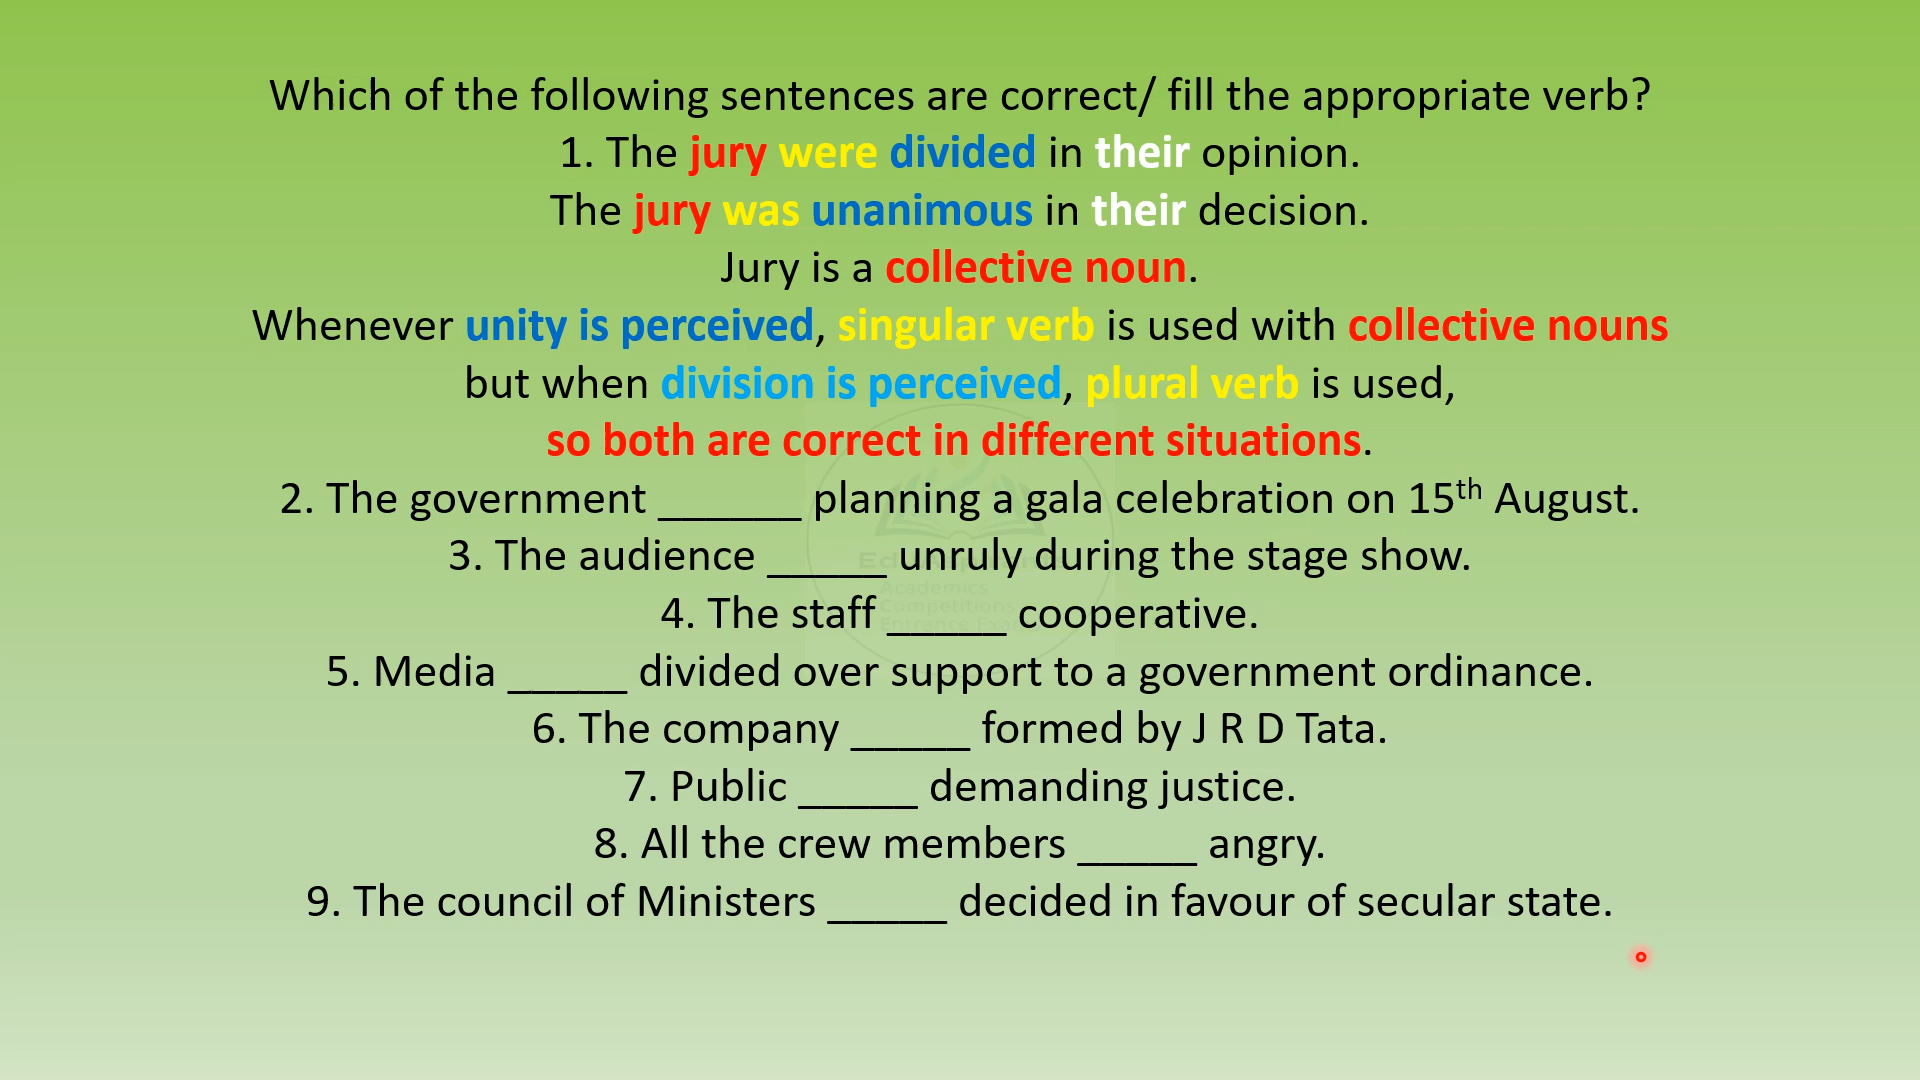 Which of the following sentences are correct/ fill the appropriate verb?
1. The jury were divided in their opinion.
The jury was unanimous in their decision.
Jury is a collective noun.
Whenever unity is perceived, singular verb is used with collective nouns
but when division is perceived, plural verb is used,
so both are correct in different situations.
2. The government ______ planning a gala celebration on 15th August.
3. The audience _____ unruly during the stage show.
4. The staff _____ cooperative.
5. Media _____ divided over support to a government ordinance.
6. The company _____ formed by J R D Tata.
7. Public _____ demanding justice.
8. All the crew members _____ angry.
9. The council of Ministers _____ decided in favour of secular state.
Academics
Competitions
Entrance